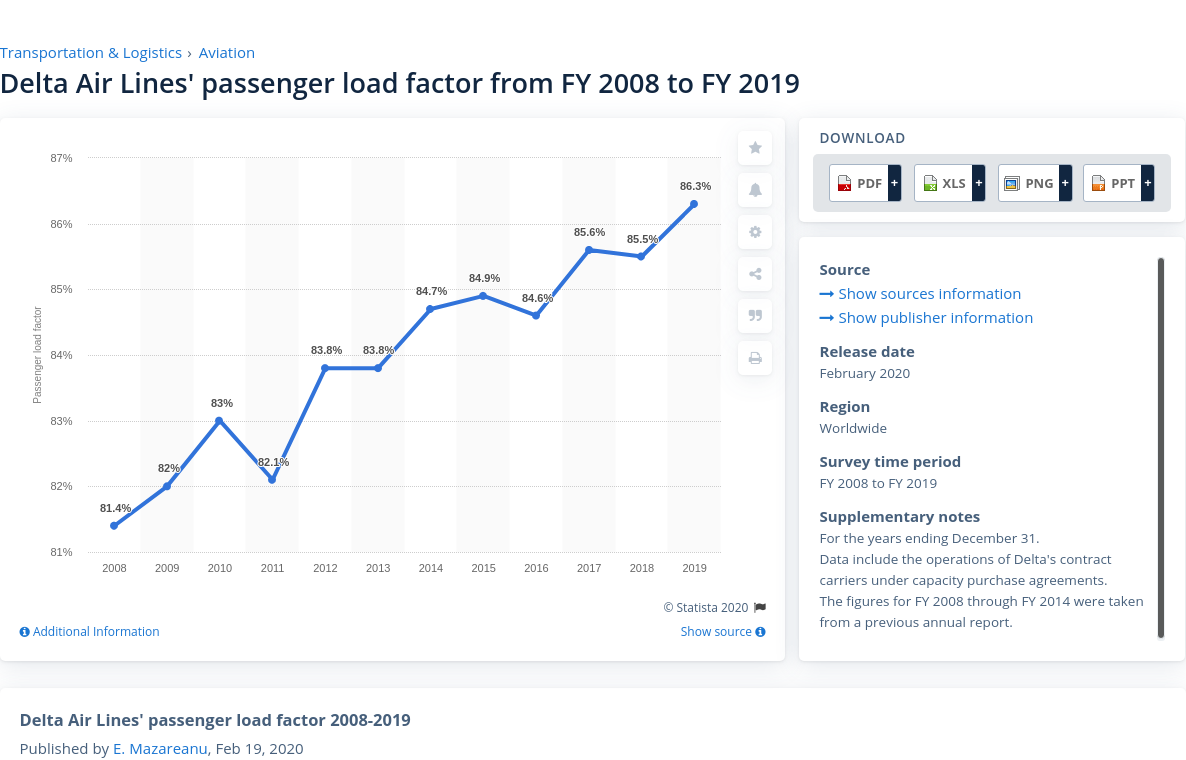 Transportation & Logistics › Aviation
Delta Air Lines' passenger load factor from FY 2008 to FY 2019
87%
86%
85%
84%
83%
82%
81%
Passenger load factor
81.4%
82%
83%
82.1%
83.8%
83.8%
84.7%
84.9%
84.6%
85.6%
85.5%
86.3%
2008 2009 2010 2011 2012 2013 2014 2015 2016 2017 2018 2019
© Statista 2020
Additional Information
Show source
DOWNLOAD
PDF + XLS + PNG + PPT +
Source
Show sources information
Show publisher information
Release date
February 2020
Region
Worldwide
Survey time period
FY 2008 to FY 2019
Supplementary notes
For the years ending December 31.
Data include the operations of Delta's contract
carriers under capacity purchase agreements.
The figures for FY 2008 through FY 2014 were taken
from a previous annual report.
Delta Air Lines' passenger load factor 2008-2019
Published by E. Mazareanu, Feb 19, 2020